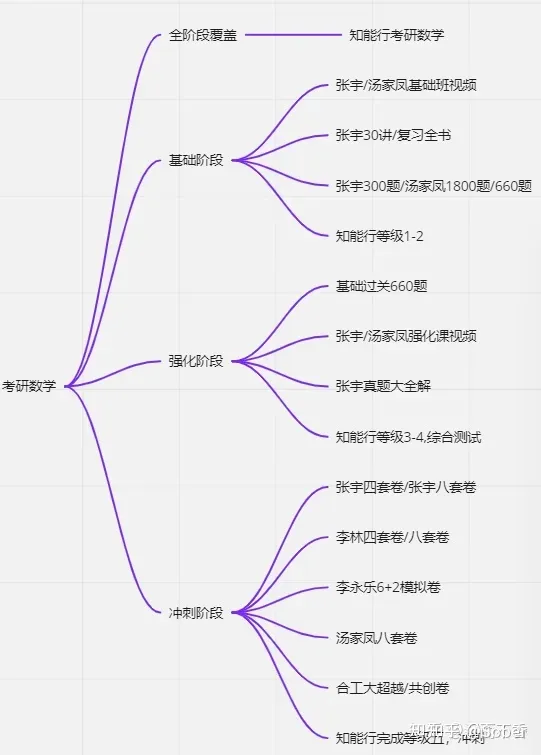 全阶段覆盖
知能行考研数学
张宇/汤家凤基础班视频
张宇30讲/复习全书
基础阶段
张宇300题/汤家凤1800题/660题
知能行等级1-2
基础过关660题
张宇/汤家凤强化课视频
强化阶段
考研数学
张宇真题大全解
知能行等级3-4,综合测试
张宇四套卷/张宇八套卷
李林四套卷/八套卷
李永乐6+2模拟卷
冲刺阶段
汤家凤八套卷
合工大超越/共创卷
知能行完成等级五，冲刺
知乎